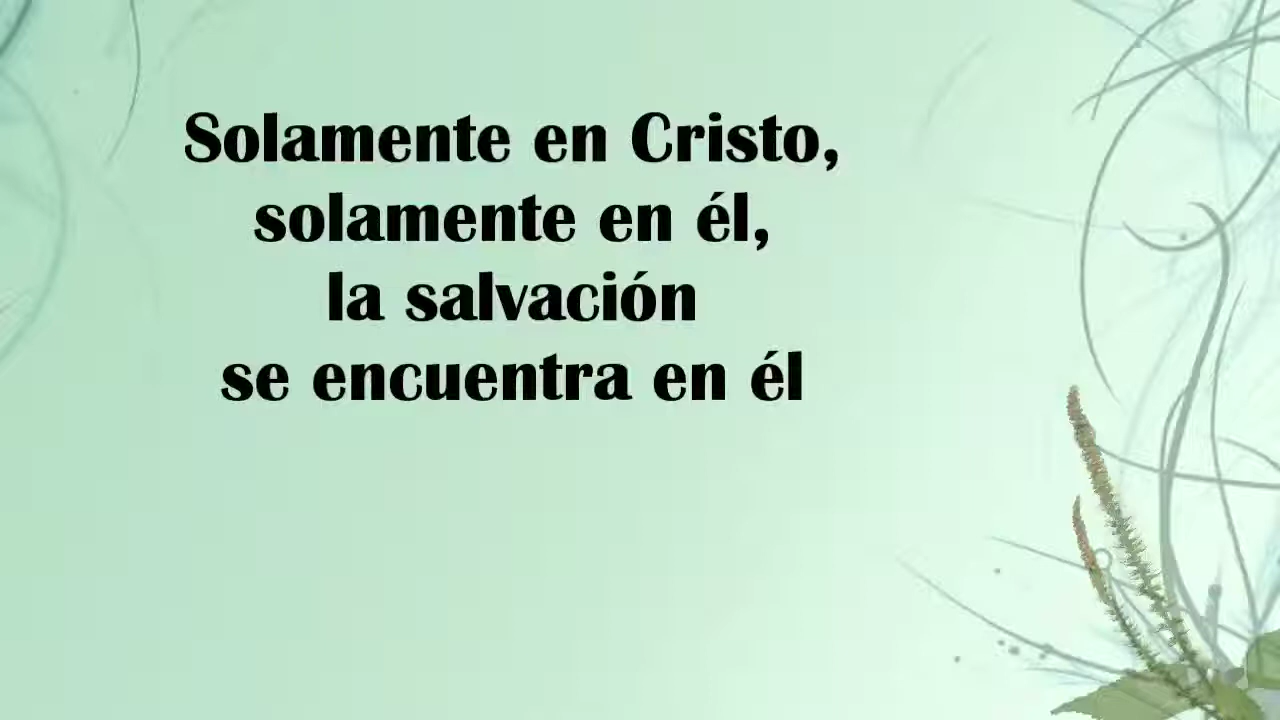 Solamente en Cristo,
solamente en él,
la salvación
se encuentra en él